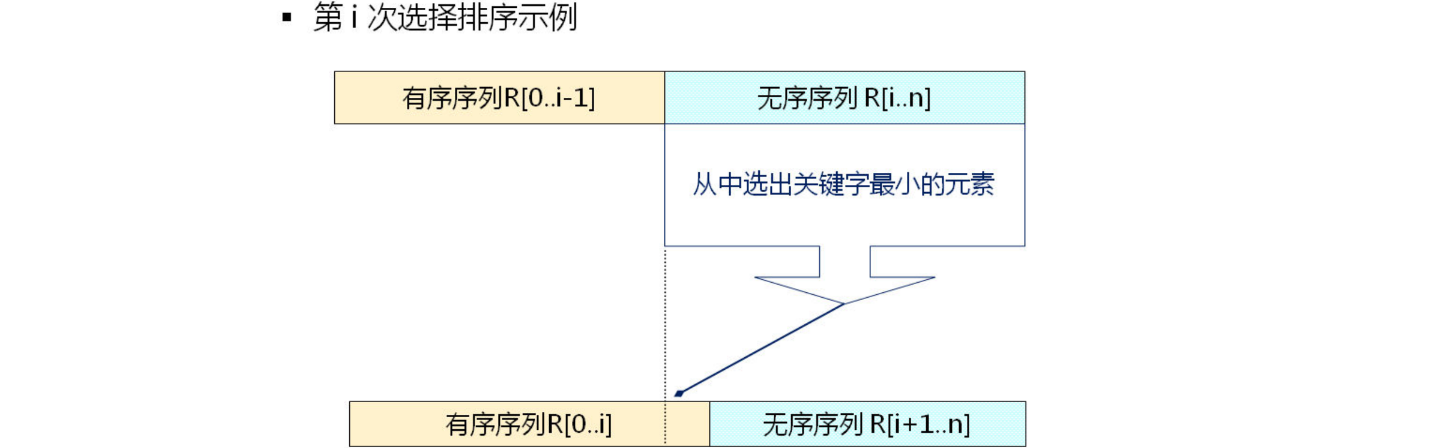 ▪ 第 i 次选择排序示例
有序序列R[0..i-1]
无序序列 R[i..n]
从中选出关键字最小的元素
有序序列R[0..i]
无序序列 R[i+1..n]